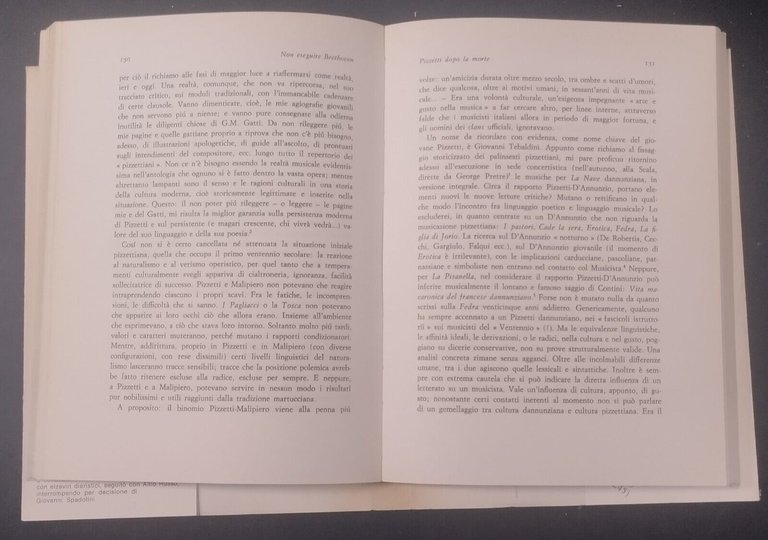 150
Non eseguire Beethoven
per ciò il richiamo alle fasi di maggior luce a riaffermarsi come realtà,
ieri e oggi. Una realtà, comunque, che non va ripercorsa, nel suo
tracciato critico, sui moduli tradizionali, con l'immancabile cadenzare
di certe clausole. Vanno dimenticate, cioè, le mie agiografie giovanili,
che non servono piú a niente; e vanno pure consegnate alla odierna
inutilità le diligenti chiose di G.M. Gatti: Da non rileggere piú, le
mie pagine e quelle gattiane proprio a riprova che non c'è piú bisogno,
adesso, di illustrazioni apologetiche, di guide all'ascolto, di prontuari
sugli intendimenti del compositore, ecc. lungo tutto il repertorio dei
« pizzettiani ». Non ce n'è bisogno essendo la realtà musicale evidentis-
sima nell'antologia che ognuno si è fatto dentro la vasta opera; mentre
altrettanto lampanti sono il senso e le ragioni culturali in una storia
della cultura moderna, cioè storicamente legittimate e inserite nella
situazione. Questo: il non poter piú rileggere – o leggere – le pagine
mie e del Gatti, mi risulta la miglior garanzia sulla persistenza moderna
di Pizzetti e sul persistente (e magari crescente, chi vivrà vedrà...) va-
lore del suo linguaggio e della sua poesia.²
Cosí non si è certo cancellata né attenuata la situazione iniziale
pizzettiana, quella che occupa il primo ventennio secolare: la reazione
al naturalismo e al verismo operistico, per quel tanto che a tempera-
menti culturalmente svegli appariva di cialtroneria, ignoranza, facilità
sollecitatrice di successo. Pizzetti e Malipiero non potevano che reagire
intraprendendo ciascuno i propri scavi. Fra le fatiche, le incompren-
sioni, le difficoltà che si sanno. I Pagliacci o la Tosca non potevano
che apparire ai loro occhi ciò che allora erano. Insieme all'ambiente
che esprimevano, a ciò che stava loro intorno. Soltanto molto piú tardi,
valori e caratteri muteranno, perché mutano i rapporti condizionatori.
Mentre, addirittura, proprio in Pizzetti e in Malipiero (con diverse
configurazioni, con rese dissimili) certi livelli linguistici del natura-
lismo lasceranno tracce sensibili; tracce che la posizione polemica avreb-
be fatto ritenere escluse alla radice, escluse per sempre. E neppure,
a Pizzetti e a Malipiero, potevano servire in nessun modo i risultati
pur nobilissimi e utili raggiunti dalla tradizione martucciana.
A proposito: il binomio Pizzetti-Malipiero viene alla penna piú
con elzeviri diaristici, seguito con Alfio Russo,
interrompendo per decisione di
Giovanni Spadolini
Pizzetti dopo la morte
151
volte: un'amicizia durata oltre mezzo secolo, tra ombre e scatti d'umori,
che dice qualcosa, oltre ai motivi umani, in sessant'anni di vita musi-
cale... – Era una volontà culturale, un'esigenza impegnante « arte e
gusto nella musica » a far cercare altro, per linee interne, attraverso
falde che i musicisti italiani allora in periodo di maggior fortuna, e
gli uomini dei clans ufficiali, ignoravano.
Un nome da ricordare con evidenza, come nome chiave del gio-
vane Pizzetti, è Giovanni Tebaldini. Appunto come richiamo al fissag-
gio storicizzato dei palinsesti pizzettiani, mi pare proficuo ritornino
adesso all'esecuzione in sede concertistica (nell'autunno, alla Scala,
dirette da George Pretre)³ le musiche per La Nave dannunziana, in
versione integrale. Circa il rapporto Pizzetti-D'Annunzio, portano ele-
menti nuovi le nuove letture critiche? Mutano o rettificano in qual-
che modo l'incontro fra linguaggio poetico e linguaggio musicale? Lo
escluderei, in quanto centrate su un D'Annunzio che non riguarda la
musicazione pizzettiana: I pastori, Cade la sera, Erotica, Fedra, La fi-
glia di Jorio. La ricerca sul D'Annunzio « notturno » (De Robertis, Cec-
chi, Gargiulo, Falqui ecc.), sul D'Annunzio giovanile (il momento di
Erotica è irrilevante), con le implicazioni carducciane, pascoliane, par-
nassiane e simboliste non entrano nel contatto col Musicista.⁴ Neppure,
per La Pisanella, nel considerare il rapporto Pizzetti-D'Annunzio può
inferire musicalmente il lontano e famoso saggio di Contini: Vita ma-
caronica del francese dannunziano.⁵ Forse non è mutato nulla da quanto
scrissi sulla Fedra venticinque anni addietro. Genericamente, qualcuno
ha sempre accennato a un Pizzetti dannunziano, nei « fascicoli istrutto-
rii » sui musicisti del « Ventennio » (!). Ma le equivalenze linguistiche,
le affinità ideali, le derivazioni, o le radici, nella cultura e nel gusto, pog-
giano su dicerie conservative, non su prove strutturalmente valide. Una
analisi concreta rimane senza agganci. Oltre alle incolmabili differenze
umane, tra i due agiscono quelle lessicali e sintattiche. Inoltre è sem-
pre con estrema cautela che si può indicare la diretta influenza di un
letterato su un musicista. Vale un'influenza di cultura, appunto, di gu-
sto; nonostante certi contatti inerenti al momento non si può parlare
di un gemellaggio tra cultura dannunziana e cultura pizzettiana. Era il